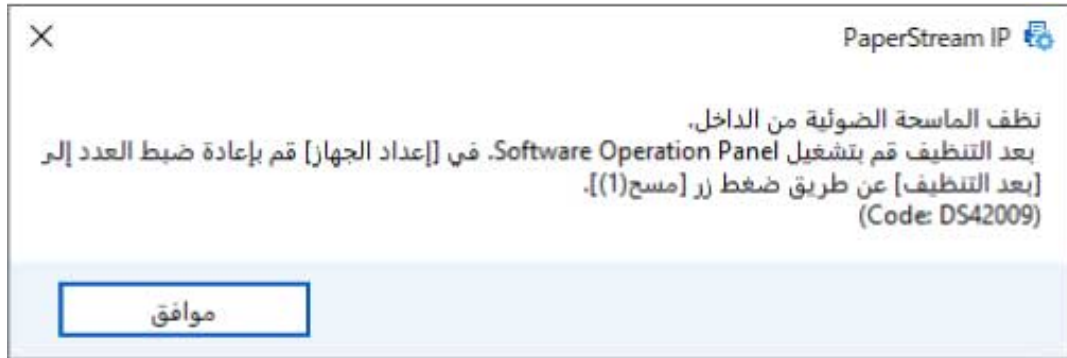 PaperStream IP
نظف الماسحة الضوئية من الداخل.
بعد التنظيف قم بتشغيل Software Operation Panel. في [إعداد الجهاز] قم بإعادة ضبط العدد إلى
[بعد التنظيف] عن طريق ضغط زر [مسح(1)].
(Code: DS42009)
موافق